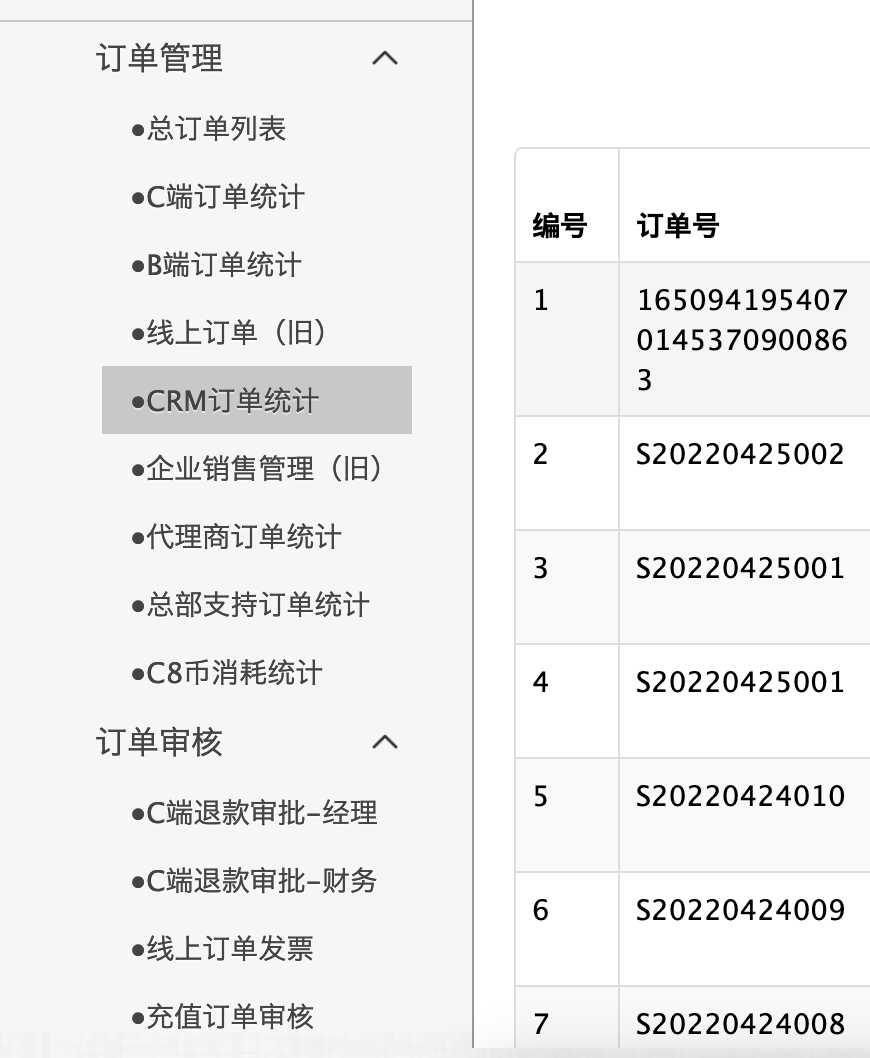 订单管理
●总订单列表
●C端订单统计
●B端订单统计
●线上订单（旧）
●CRM订单统计
●企业销售管理（旧）
●代理商订单统计
●总部支持订单统计
●C8币消耗统计
订单审核
●C端退款审批–经理
●C端退款审批–财务
●线上订单发票
●充值订单审核
编号 订单号
1 165094195407
014537090086
3
2 S20220425002
3 S20220425001
4 S20220425001
5 S20220424010
6 S20220424009
7 S20220424008